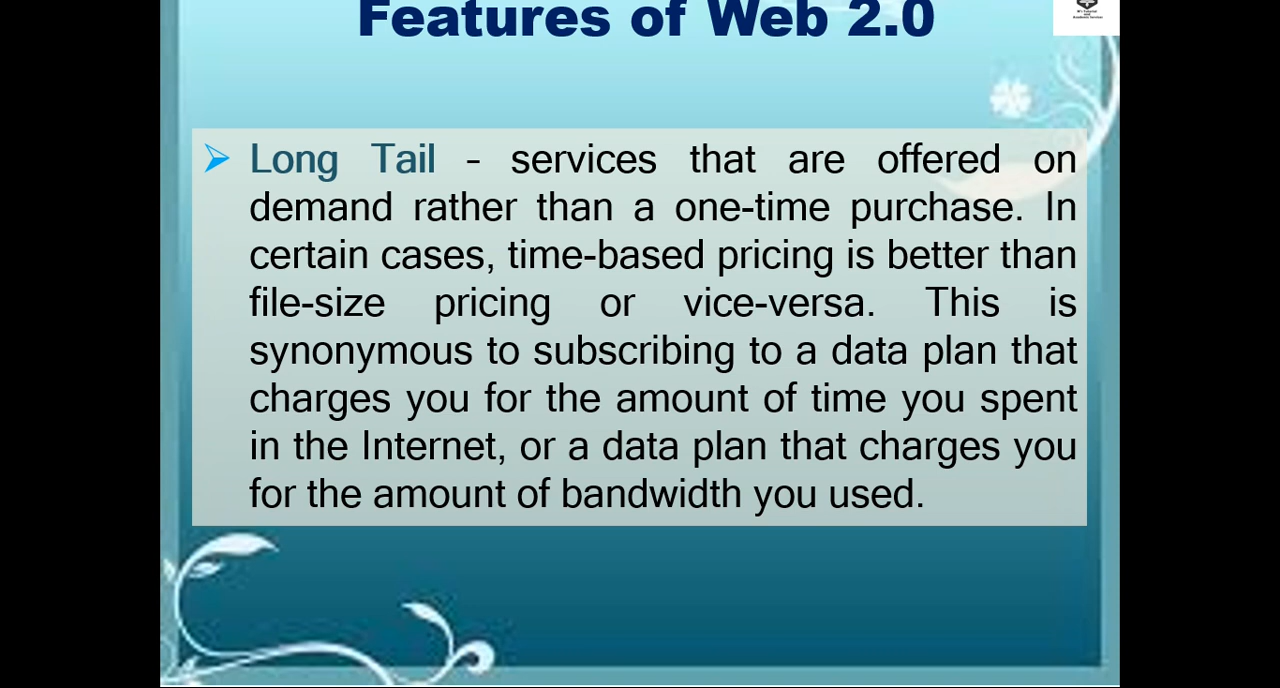 Features of Web 2.0
Long Tail – services that are offered on
demand rather than a one-time purchase. In
certain cases, time-based pricing is better than
file-size pricing or vice-versa. This is
synonymous to subscribing to a data plan that
charges you for the amount of time you spent
in the Internet, or a data plan that charges you
for the amount of bandwidth you used.